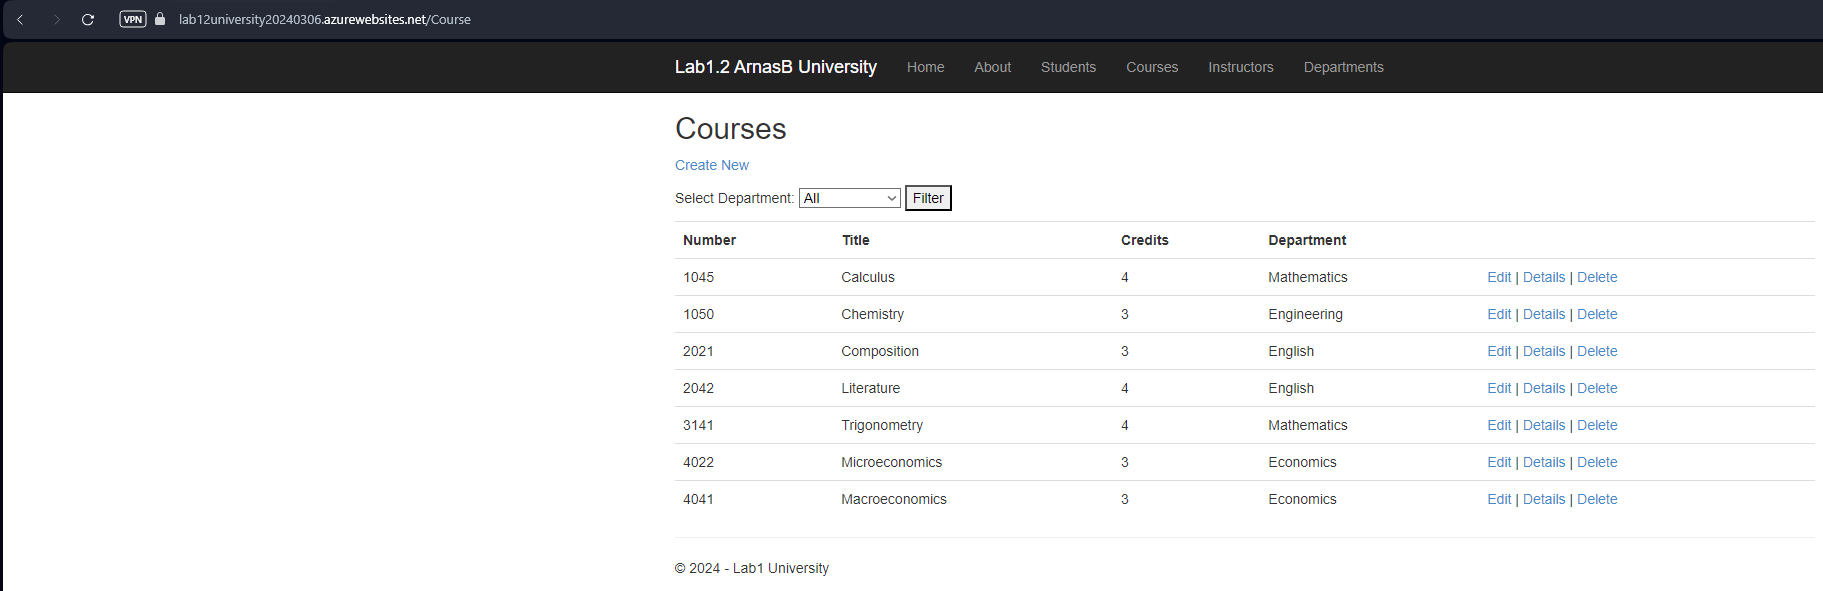 VPN lab12university20240306.azurewebsites.net/Course
Lab1.2 ArnasB University Home About Students Courses Instructors Departments
Courses
Create New
Select Department: All Filter
Number Title Credits Department
1045 Calculus 4 Mathematics Edit | Details | Delete
1050 Chemistry 3 Engineering Edit | Details | Delete
2021 Composition 3 English Edit | Details | Delete
2042 Literature 4 English Edit | Details | Delete
3141 Trigonometry 4 Mathematics Edit | Details | Delete
4022 Microeconomics 3 Economics Edit | Details | Delete
4041 Macroeconomics 3 Economics Edit | Details | Delete
© 2024 - Lab1 University